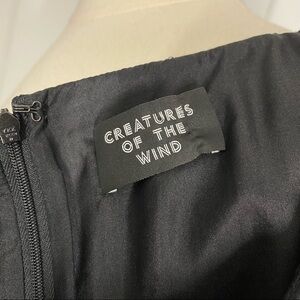 CREATURES
OF THE
WIND